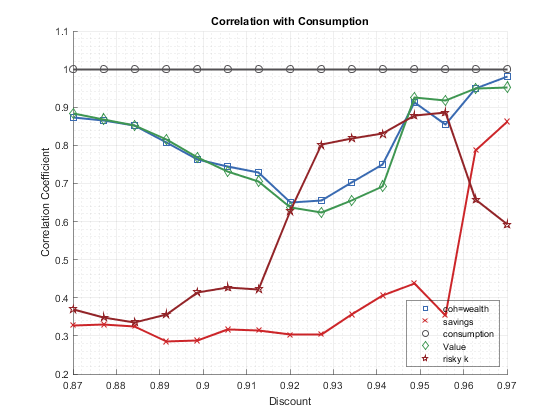 Correlation with Consumption
1.1
1
0.9
0.8
0.7
0.6
0.5
0.4
0.3
0.2
Correlation Coefficient
coh=wealth
savings
consumption
Value
risky k
0.87 0.88 0.89 0.9 0.91 0.92 0.93 0.94 0.95 0.96 0.97
Discount